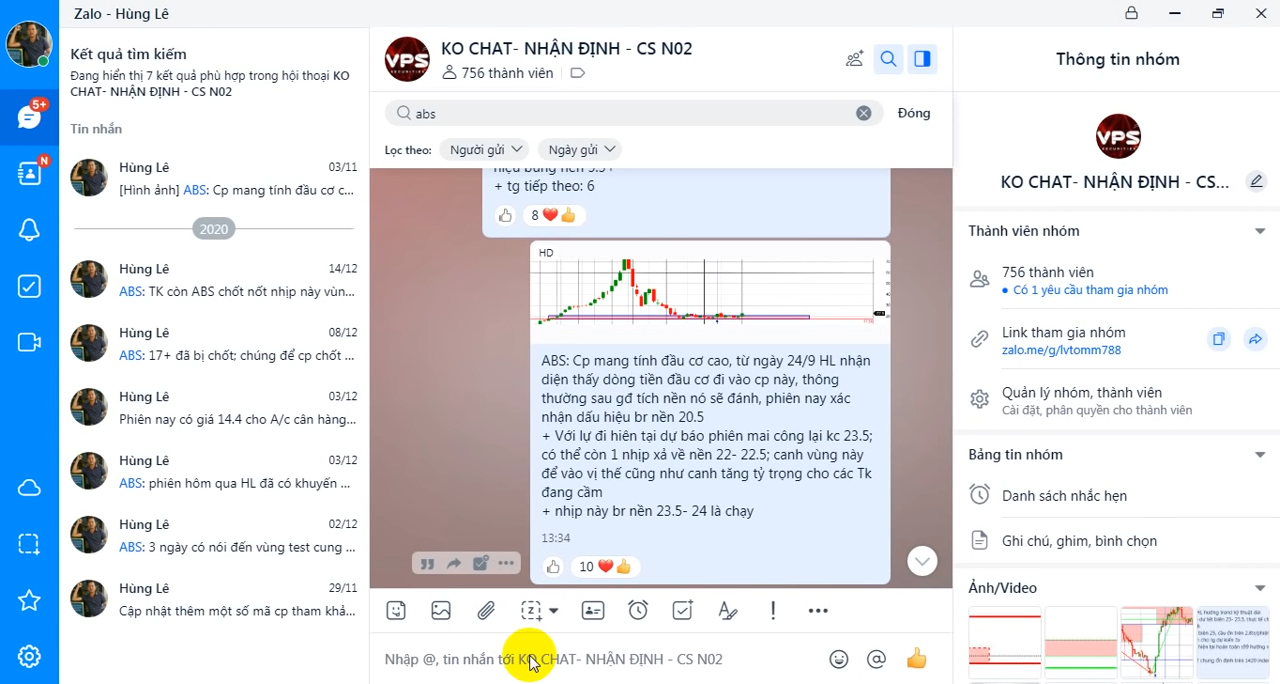 Zalo - Hùng Lê
Kết quả tìm kiếm
Đang hiển thị 7 kết quả phù hợp trong hội thoại KO
CHAT- NHẬN ĐỊNH - CS N02
Tin nhắn
5+
N
Hùng Lê 03/11
[Hình ảnh] ABS: Cp mang tính đầu cơ c...
2020
Hùng Lê 14/12
ABS: TK còn ABS chốt nốt nhịp này vùn...
Hùng Lê 08/12
ABS: 17+ đã bị chốt; chúng để cp chốt ...
Hùng Lê 03/12
Phiên nay có giá 14.4 cho A/c cân hàng...
Hùng Lê 03/12
ABS: phiên hôm qua HL đã có khuyến ...
Hùng Lê 02/12
ABS: 3 ngày có nói đến vùng test cung ...
Hùng Lê 29/11
Cập nhật thêm một số mã cp tham khả...
VPS
SECURITIES
KO CHAT- NHẬN ĐỊNH - CS N02
756 thành viên
abs
Đóng
Lọc theo: Người gửi Ngày gửi
+ tg tiếp theo: 6
8
HD
ABS: Cp mang tính đầu cơ cao, từ ngày 24/9 HL nhận
diện thấy dòng tiền đầu cơ đi vào cp này, thông
thường sau gđ tích nền nó sẽ đánh, phiên nay xác
nhận dấu hiệu br nền 20.5
+ Với lự đi hiên tại dự báo phiên mai công lại kc 23.5;
có thể còn 1 nhịp xả về nền 22- 22.5; canh vùng này
để vào vị thế cũng như canh tăng tỷ trọng cho các Tk
đang cầm
+ nhịp này br nền 23.5- 24 là chạy
13:34
10
Nhập @, tin nhắn tới KO CHAT- NHẬN ĐỊNH - CS N02
Thông tin nhóm
VPS
SECURITIES
KO CHAT- NHẬN ĐỊNH - CS...
Thành viên nhóm
756 thành viên
Có 1 yêu cầu tham gia nhóm
Link tham gia nhóm
zalo.me/g/lvtomm788
Quản lý nhóm, thành viên
Cài đặt, phân quyền cho thành viên
Bảng tin nhóm
Danh sách nhắc hẹn
Ghi chú, ghim, bình chọn
Ảnh/Video